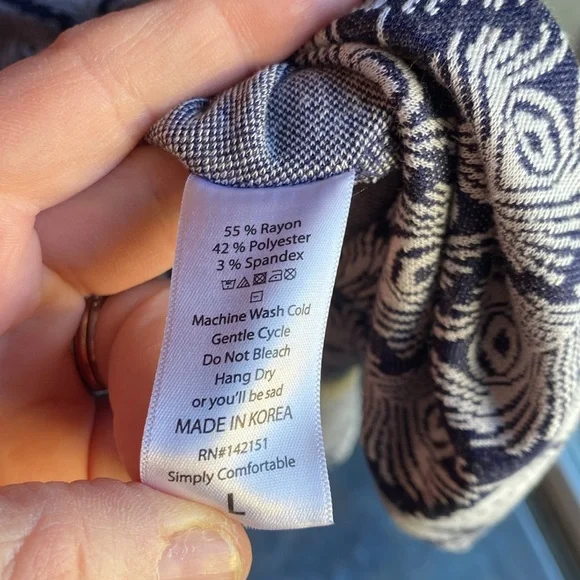 55 % Rayon
42 % Polyester
3 % Spandex
Machine Wash Cold
Gentle Cycle
Do Not Bleach
Hang Dry
or you'll be sad
MADE IN KOREA
RN#142151
Simply Comfortable
L